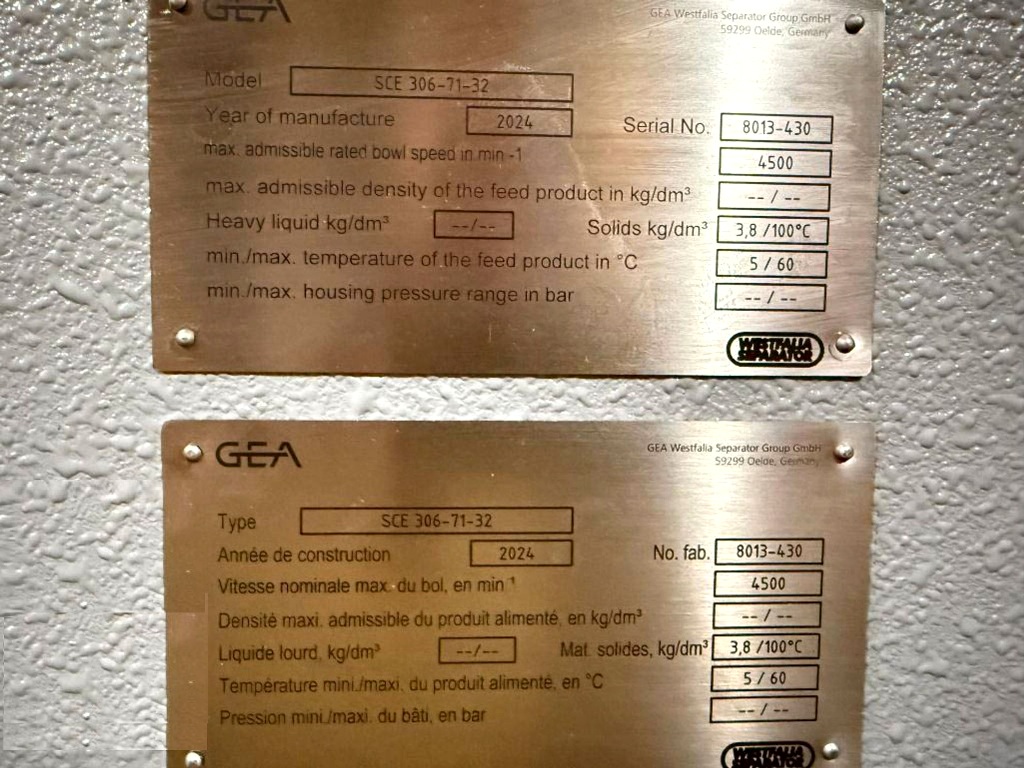 GEA
GEA Westfalia Separator Group GmbH
59299 Oelde, Germany
Model SCE 306-71-32
Year of manufacture 2024 Serial No. 8013-430
max. admissible rated bowl speed in min -1 4500
max. admissible density of the feed product in kg/dm³ -- / --
Heavy liquid kg/dm³ --/-- Solids kg/dm³ 3,8 /100°C
min./max. temperature of the feed product in °C 5 / 60
min./max. housing pressure range in bar -- / --
WESTFALIA
SEPARATOR
GEA
GEA Westfalia Separator Group GmbH
59299 Oelde, Germany
Type SCE 306-71-32
Année de construction 2024 No. fab. 8013-430
Vitesse nominale max. du bol, en min⁻¹ 4500
Densité maxi. admissible du produit alimenté, en kg/dm³ -- / --
Liquide lourd, kg/dm³ --/-- Mat. solides, kg/dm³ 3,8 /100°C
Température mini./maxi. du produit alimenté, en °C 5 / 60
Pression mini./maxi. du bâti, en bar -- / --
WESTFALIA
SEPARATOR